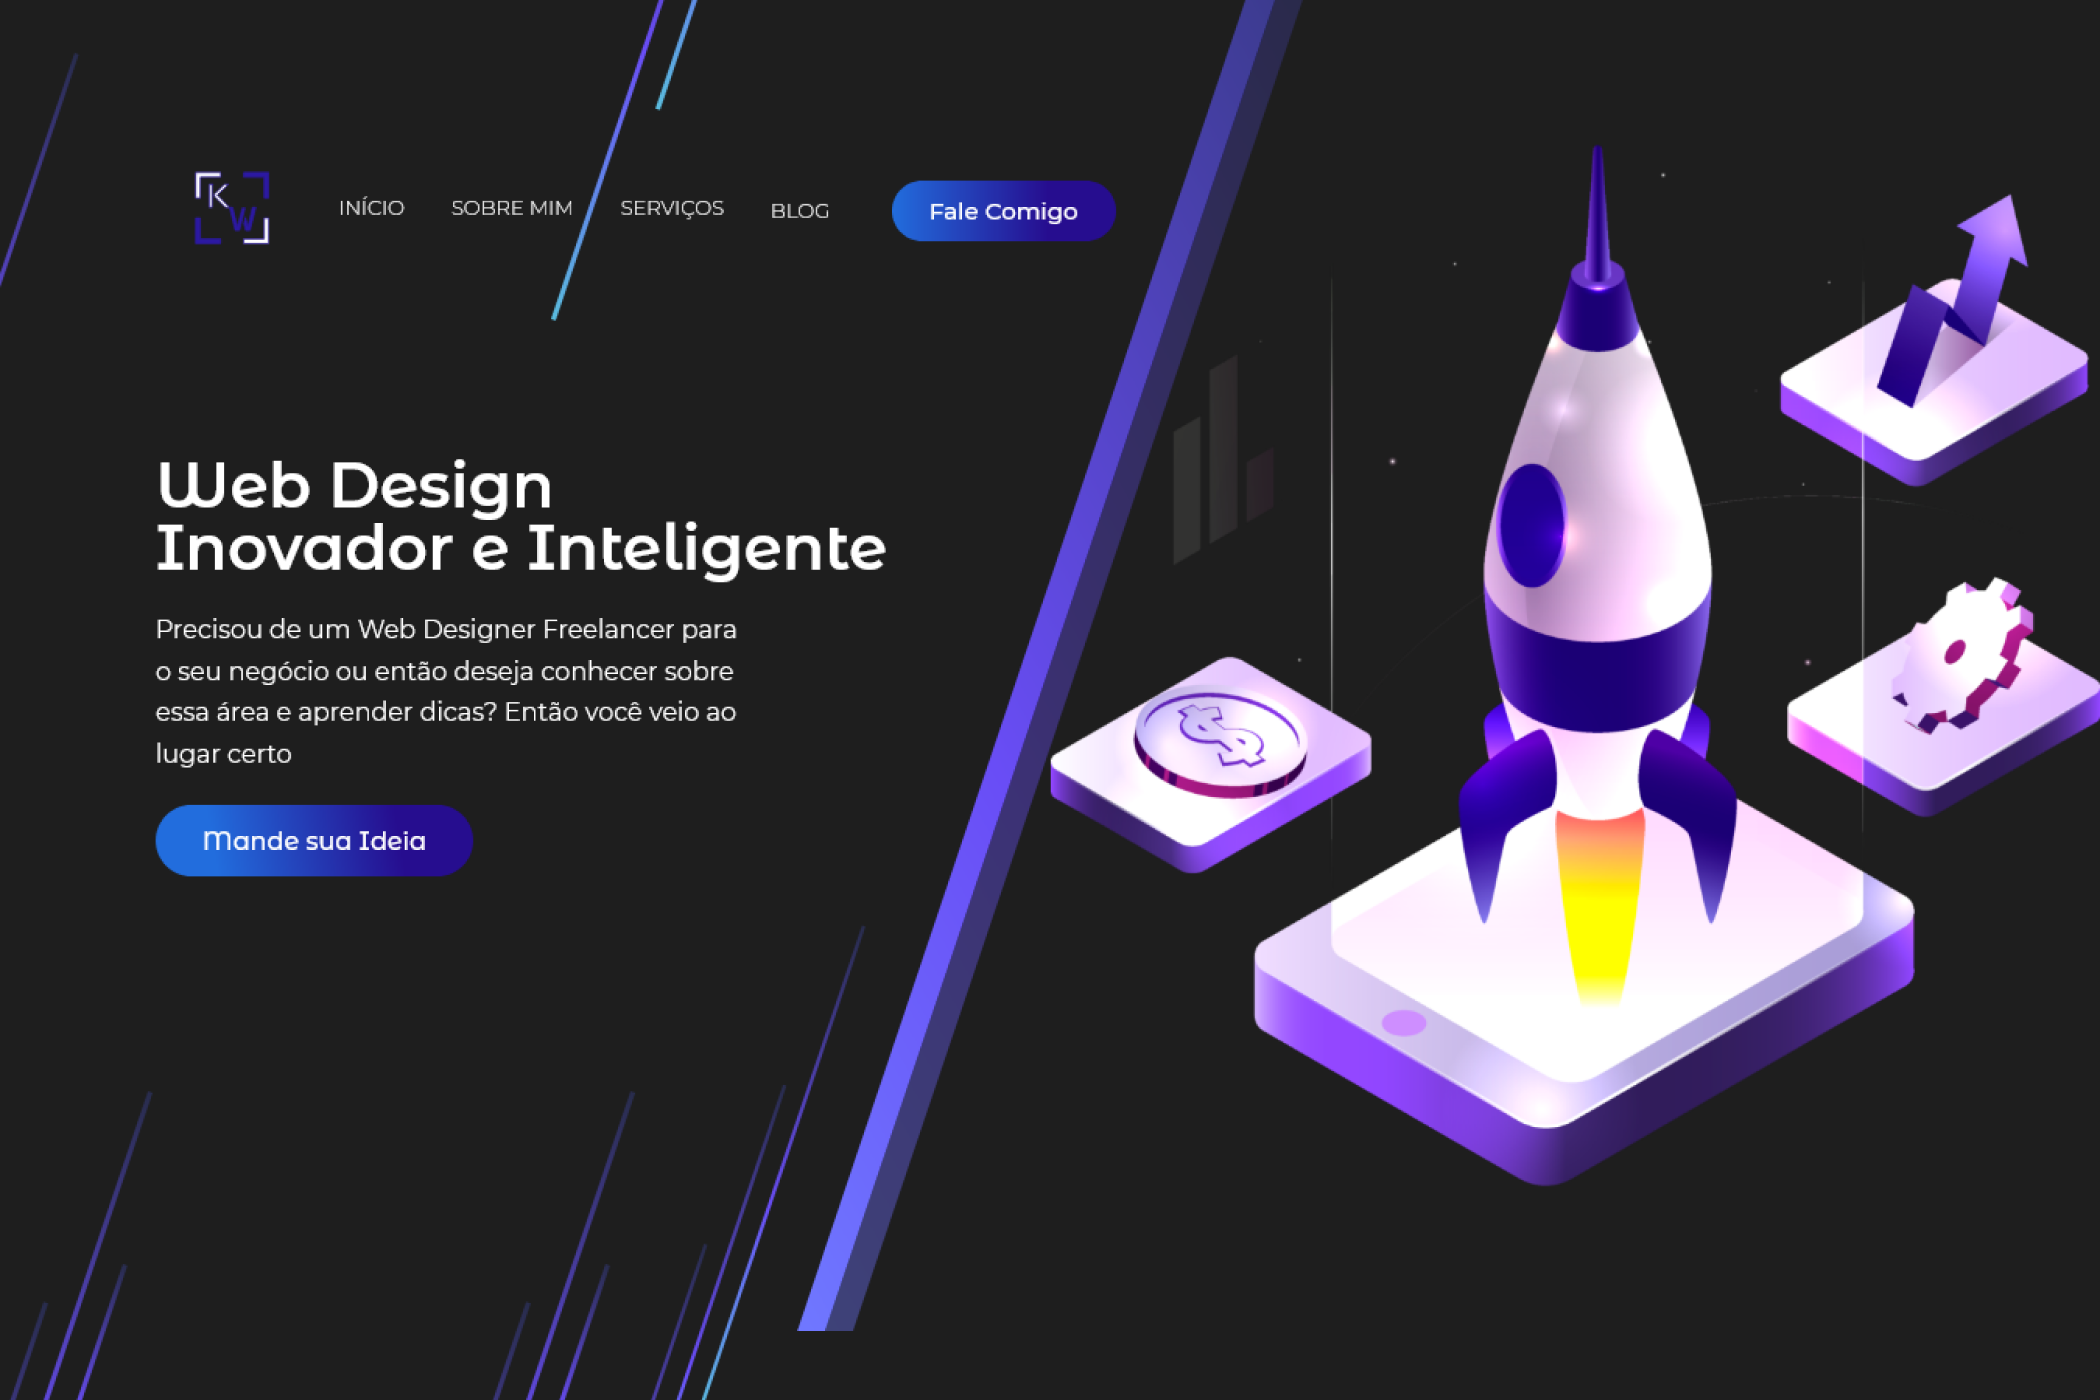 KW
INÍCIO SOBRE MIM SERVIÇOS BLOG Fale Comigo
Web Design
Inovador e Inteligente
Precisou de um Web Designer Freelancer para
o seu negócio ou então deseja conhecer sobre
essa área e aprender dicas? Então você veio ao
lugar certo
Mande sua Ideia
$